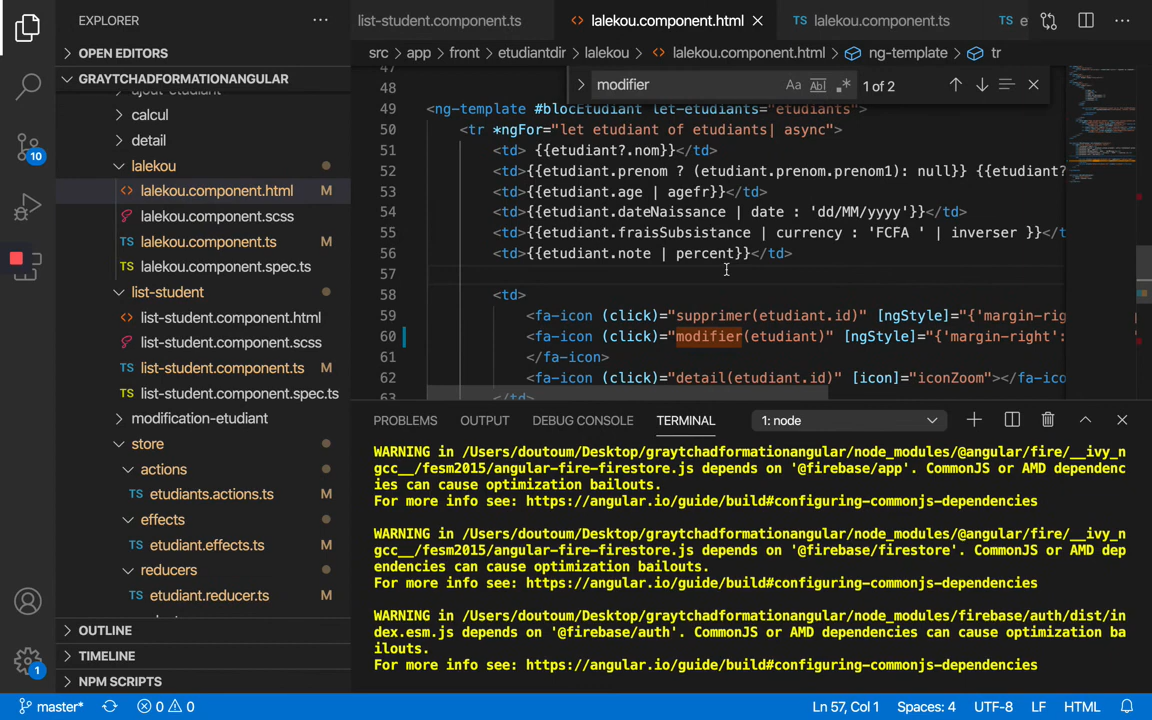 EXPLORER
list-student.component.ts
lalekou.component.html
lalekou.component.ts
OPEN EDITORS
GRAYTCHADFORMATIONANGULAR
calcul
detail
lalekou
lalekou.component.html M
lalekou.component.scss
lalekou.component.ts M
lalekou.component.spec.ts
list-student
list-student.component.html
list-student.component.scss
list-student.component.ts M
list-student.component.spec.ts
modification-etudiant
store
actions
etudiants.actions.ts M
effects
etudiant.effects.ts M
reducers
etudiant.reducer.ts M
OUTLINE
TIMELINE
NPM SCRIPTS
10
1
src > app > front > etudiantdir > lalekou > lalekou.component.html > ng-template > tr
modifier Aa Abl .* 1 of 2
48
49 <ng-template #blocEtudiant let-etudiants="etudiants">
50 <tr *ngFor="let etudiant of etudiants| async">
51 <td> {{etudiant?.nom}}</td>
52 <td>{{etudiant.prenom ? (etudiant.prenom.prenom1): null}} {{etudiant?
53 <td>{{etudiant.age | agefr}}</td>
54 <td>{{etudiant.dateNaissance | date : 'dd/MM/yyyy'}}</td>
55 <td>{{etudiant.fraisSubsistance | currency : 'FCFA ' | inverser }}</t
56 <td>{{etudiant.note | percent}}</td>
57
58 <td>
59 <fa-icon (click)="supprimer(etudiant.id)" [ngStyle]="{'margin-rig
60 <fa-icon (click)="modifier(etudiant)" [ngStyle]="{'margin-right':
61 </fa-icon>
62 <fa-icon (click)="detail(etudiant.id)" [icon]="iconZoom"></fa-ico
PROBLEMS OUTPUT DEBUG CONSOLE TERMINAL 1: node
WARNING in /Users/doutoum/Desktop/graytchadformationangular/node_modules/@angular/fire/__ivy_n
gcc__/fesm2015/angular-fire-firestore.js depends on '@firebase/app'. CommonJS or AMD dependenc
ies can cause optimization bailouts.
For more info see: https://angular.io/guide/build#configuring-commonjs-dependencies
WARNING in /Users/doutoum/Desktop/graytchadformationangular/node_modules/@angular/fire/__ivy_n
gcc__/fesm2015/angular-fire-firestore.js depends on '@firebase/firestore'. CommonJS or AMD dep
endencies can cause optimization bailouts.
For more info see: https://angular.io/guide/build#configuring-commonjs-dependencies
WARNING in /Users/doutoum/Desktop/graytchadformationangular/node_modules/firebase/auth/dist/in
dex.esm.js depends on '@firebase/auth'. CommonJS or AMD dependencies can cause optimization ba
ilouts.
For more info see: https://angular.io/guide/build#configuring-commonjs-dependencies
master* 0 0 Ln 57, Col 1 Spaces: 4 UTF-8 LF HTML